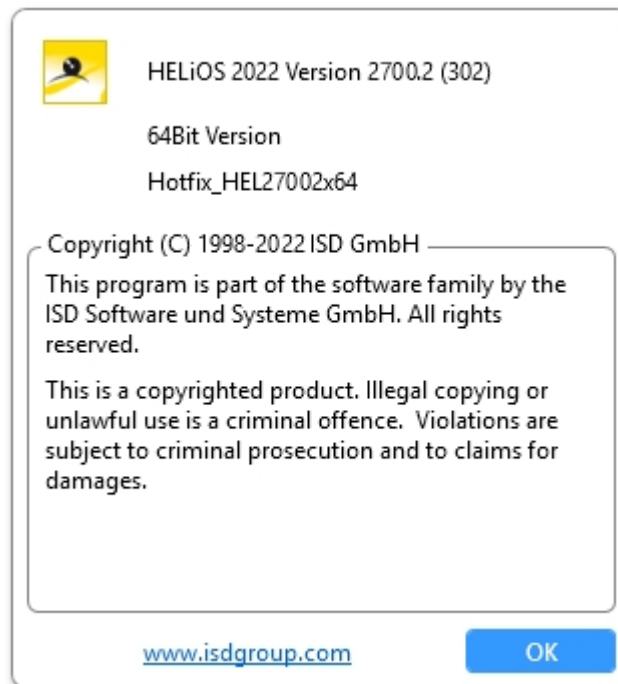 HELiOS 2022 Version 2700.2 (302)
64Bit Version
Hotfix_HEL27002x64
Copyright (C) 1998-2022 ISD GmbH
This program is part of the software family by the
ISD Software und Systeme GmbH. All rights
reserved.
This is a copyrighted product. Illegal copying or
unlawful use is a criminal offence.  Violations are
subject to criminal prosecution and to claims for
damages.
www.isdgroup.com
OK